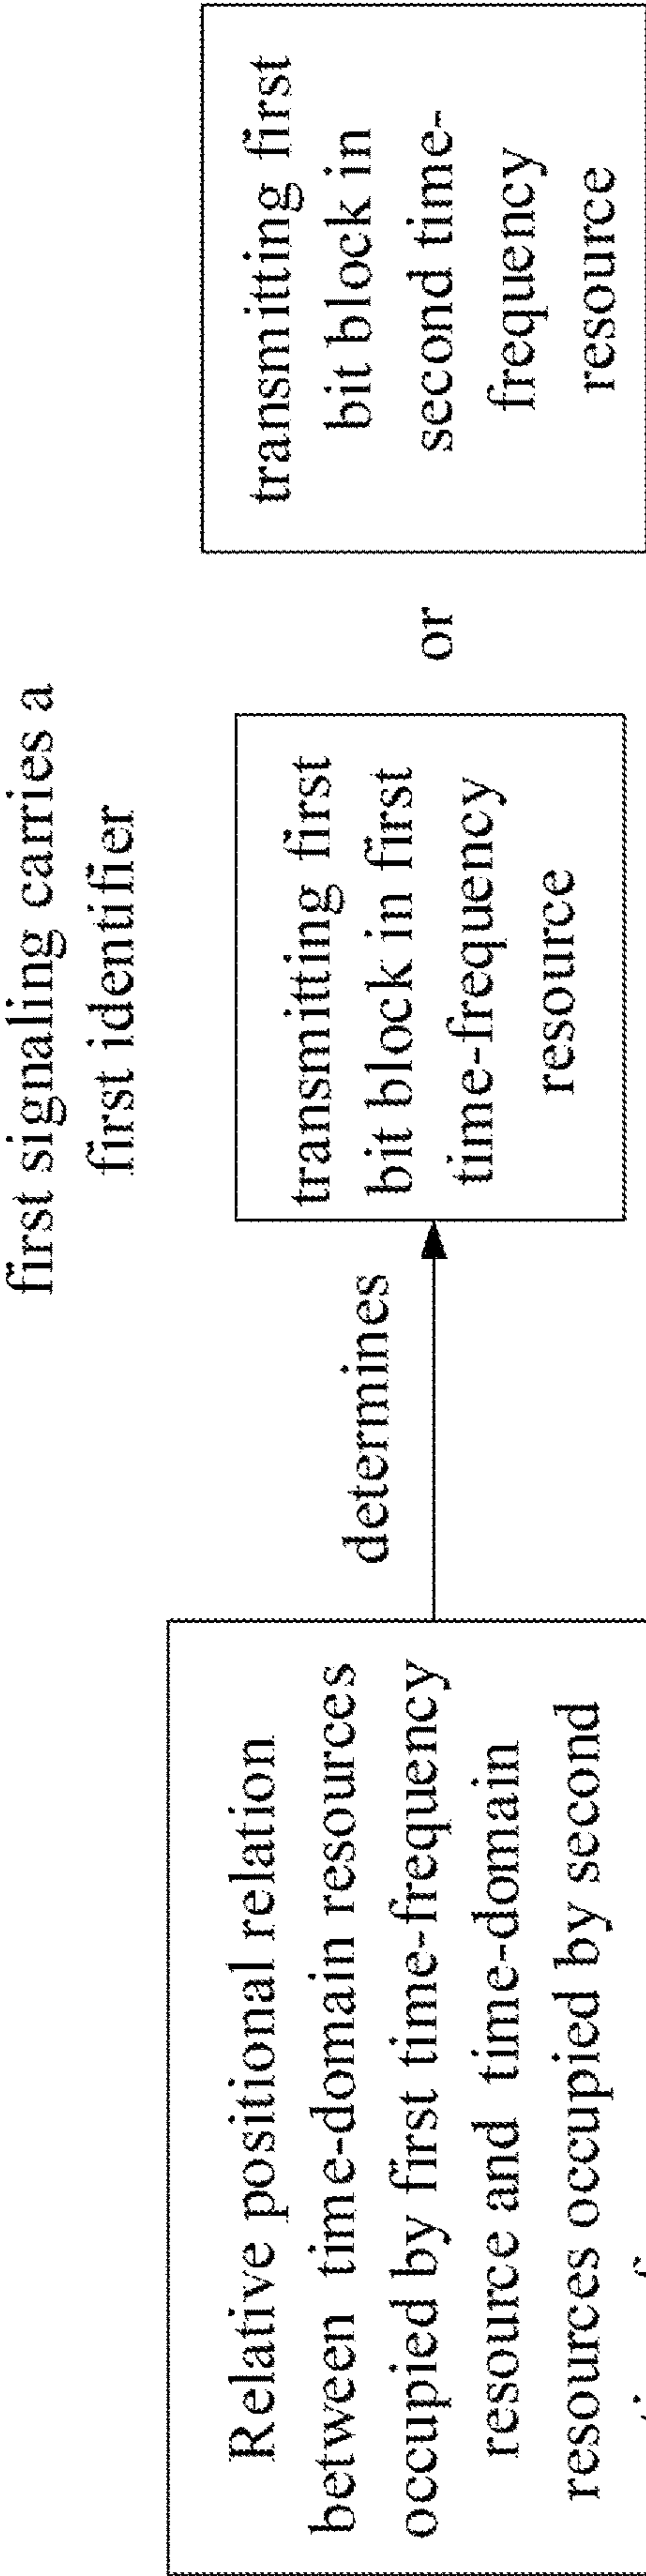 first signaling carries a
first identifier
Relative positional relation
between time-domain resources
occupied by first time-frequency
resource and time-domain
resources occupied by second
determines
transmitting first
bit block in first
time-frequency
resource
or
transmitting first
bit block in
second time-
frequency
resource